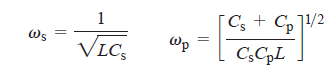 ωs = 1 / √LCs
ωp = [Cs + Cp / CsCpL]1/2